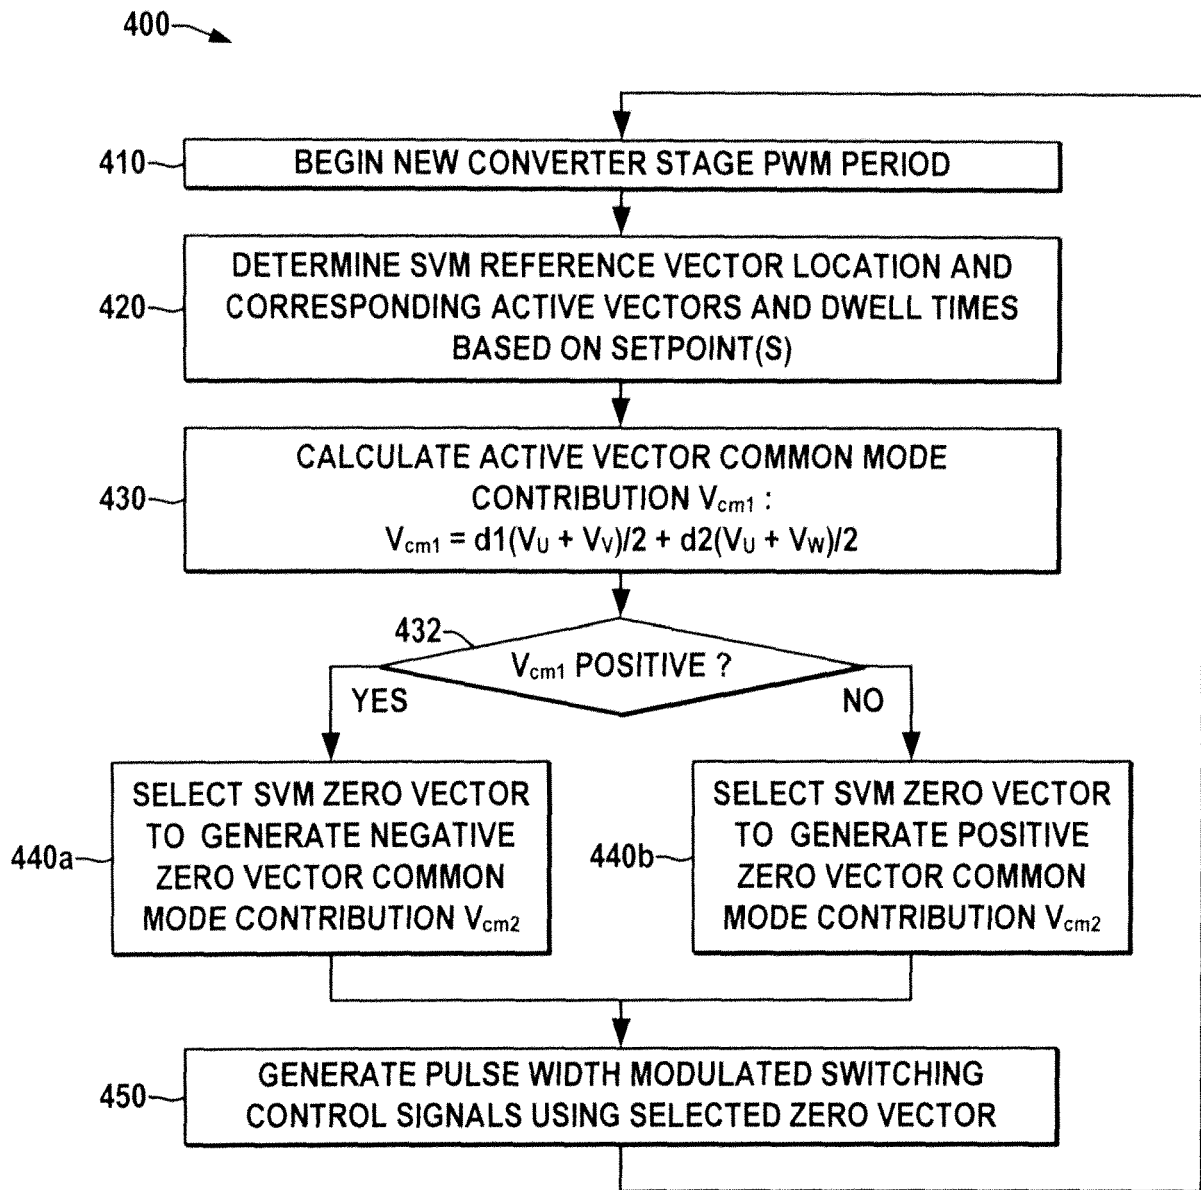 400
410
BEGIN NEW CONVERTER STAGE PWM PERIOD
420
DETERMINE SVM REFERENCE VECTOR LOCATION AND
CORRESPONDING ACTIVE VECTORS AND DWELL TIMES
BASED ON SETPOINT(S)
430
CALCULATE ACTIVE VECTOR COMMON MODE
CONTRIBUTION Vcm1 :
Vcm1 = d1(VU + VV)/2 + d2(VU + VW)/2
432
Vcm1 POSITIVE ?
YES
NO
440a
SELECT SVM ZERO VECTOR
TO GENERATE NEGATIVE
ZERO VECTOR COMMON
MODE CONTRIBUTION Vcm2
440b
SELECT SVM ZERO VECTOR
TO GENERATE POSITIVE
ZERO VECTOR COMMON
MODE CONTRIBUTION Vcm2
450
GENERATE PULSE WIDTH MODULATED SWITCHING
CONTROL SIGNALS USING SELECTED ZERO VECTOR